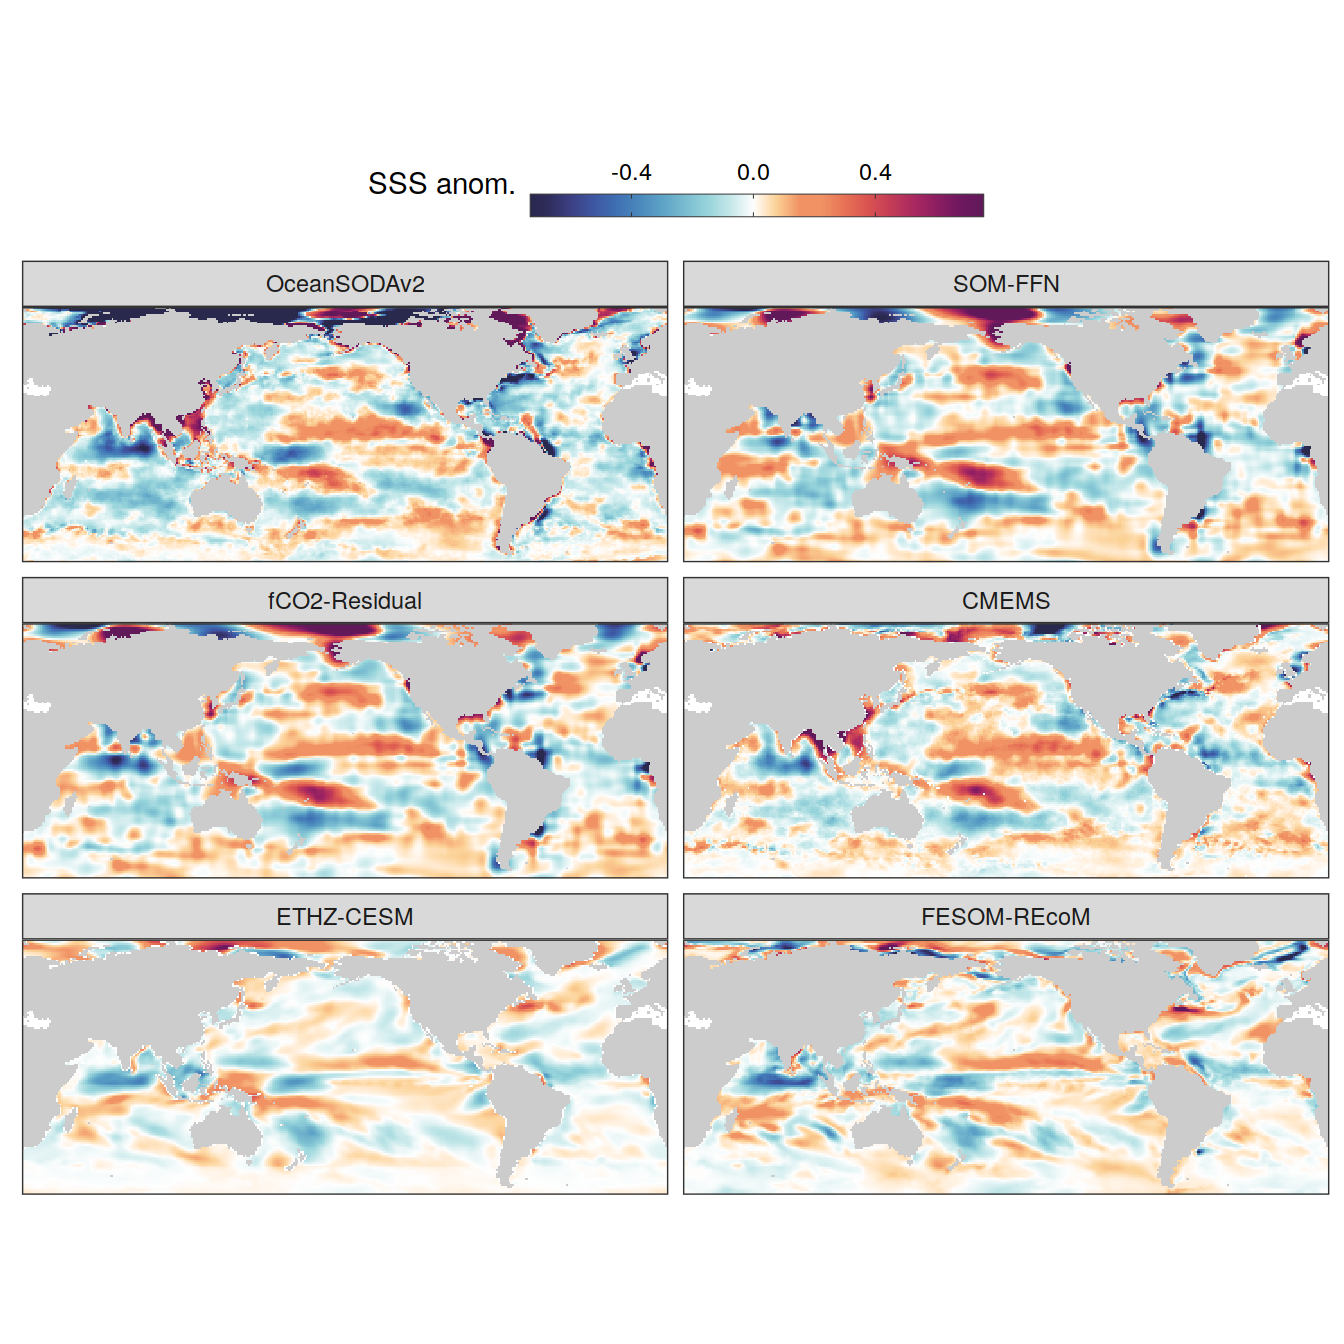 SSS anom.
-0.4 0.0 0.4
OceanSODAv2
SOM-FFN
fCO2-Residual
CMEMS
ETHZ-CESM
FESOM-REcoM